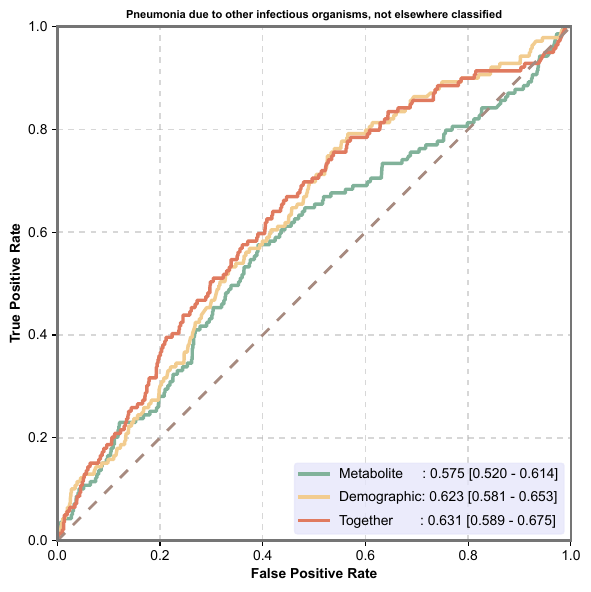 Pneumonia due to other infectious organisms, not elsewhere classified
True Positive Rate
1.0
0.8
0.6
0.4
0.2
0.0
Metabolite : 0.575 [0.520 - 0.614]
Demographic: 0.623 [0.581 - 0.653]
Together : 0.631 [0.589 - 0.675]
0.0 0.2 0.4 0.6 0.8 1.0
False Positive Rate